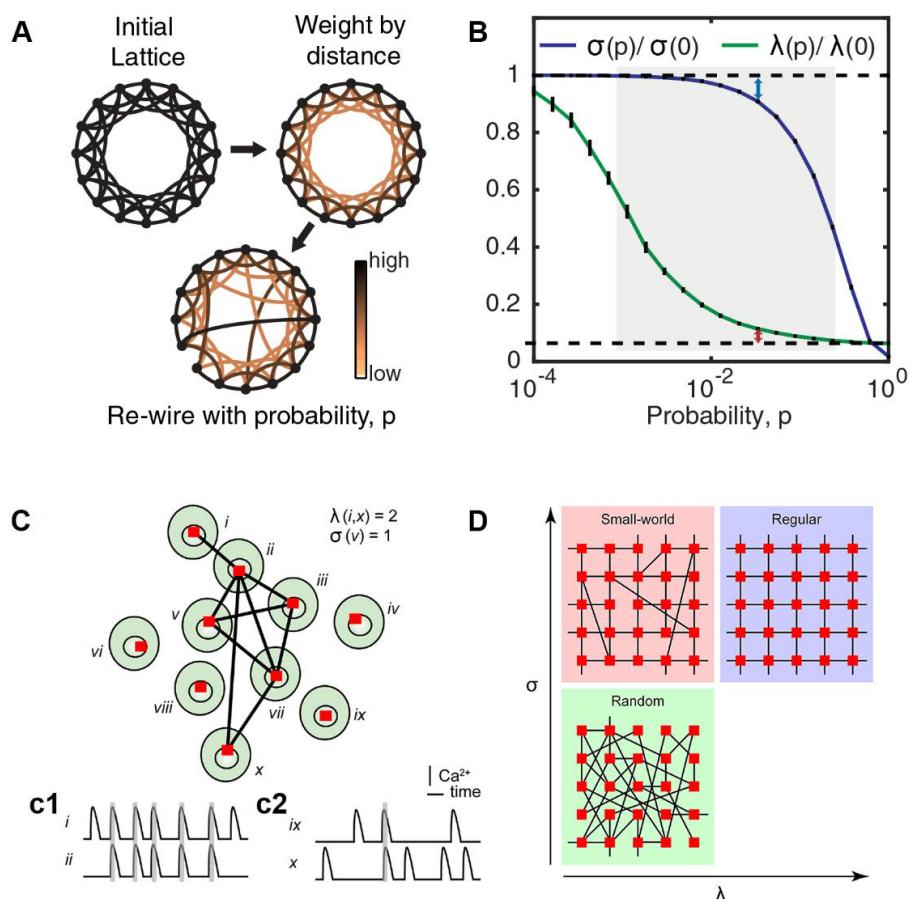 A
Initial
Lattice
Weight by
distance
high
low
Re-wire with probability, p
B
σ(p)/ σ(0)
λ(p)/ λ(0)
1
0.8
0.6
0.4
0.2
0
10⁻⁴
10⁻²
10⁰
Probability, p
C
λ(i,x) = 2
σ(v) = 1
i
ii
iii
iv
v
vi
vii
viii
ix
x
c1
i
ii
c2
Ca²⁺
time
ix
x
D
Small-world
Regular
σ
Random
λ